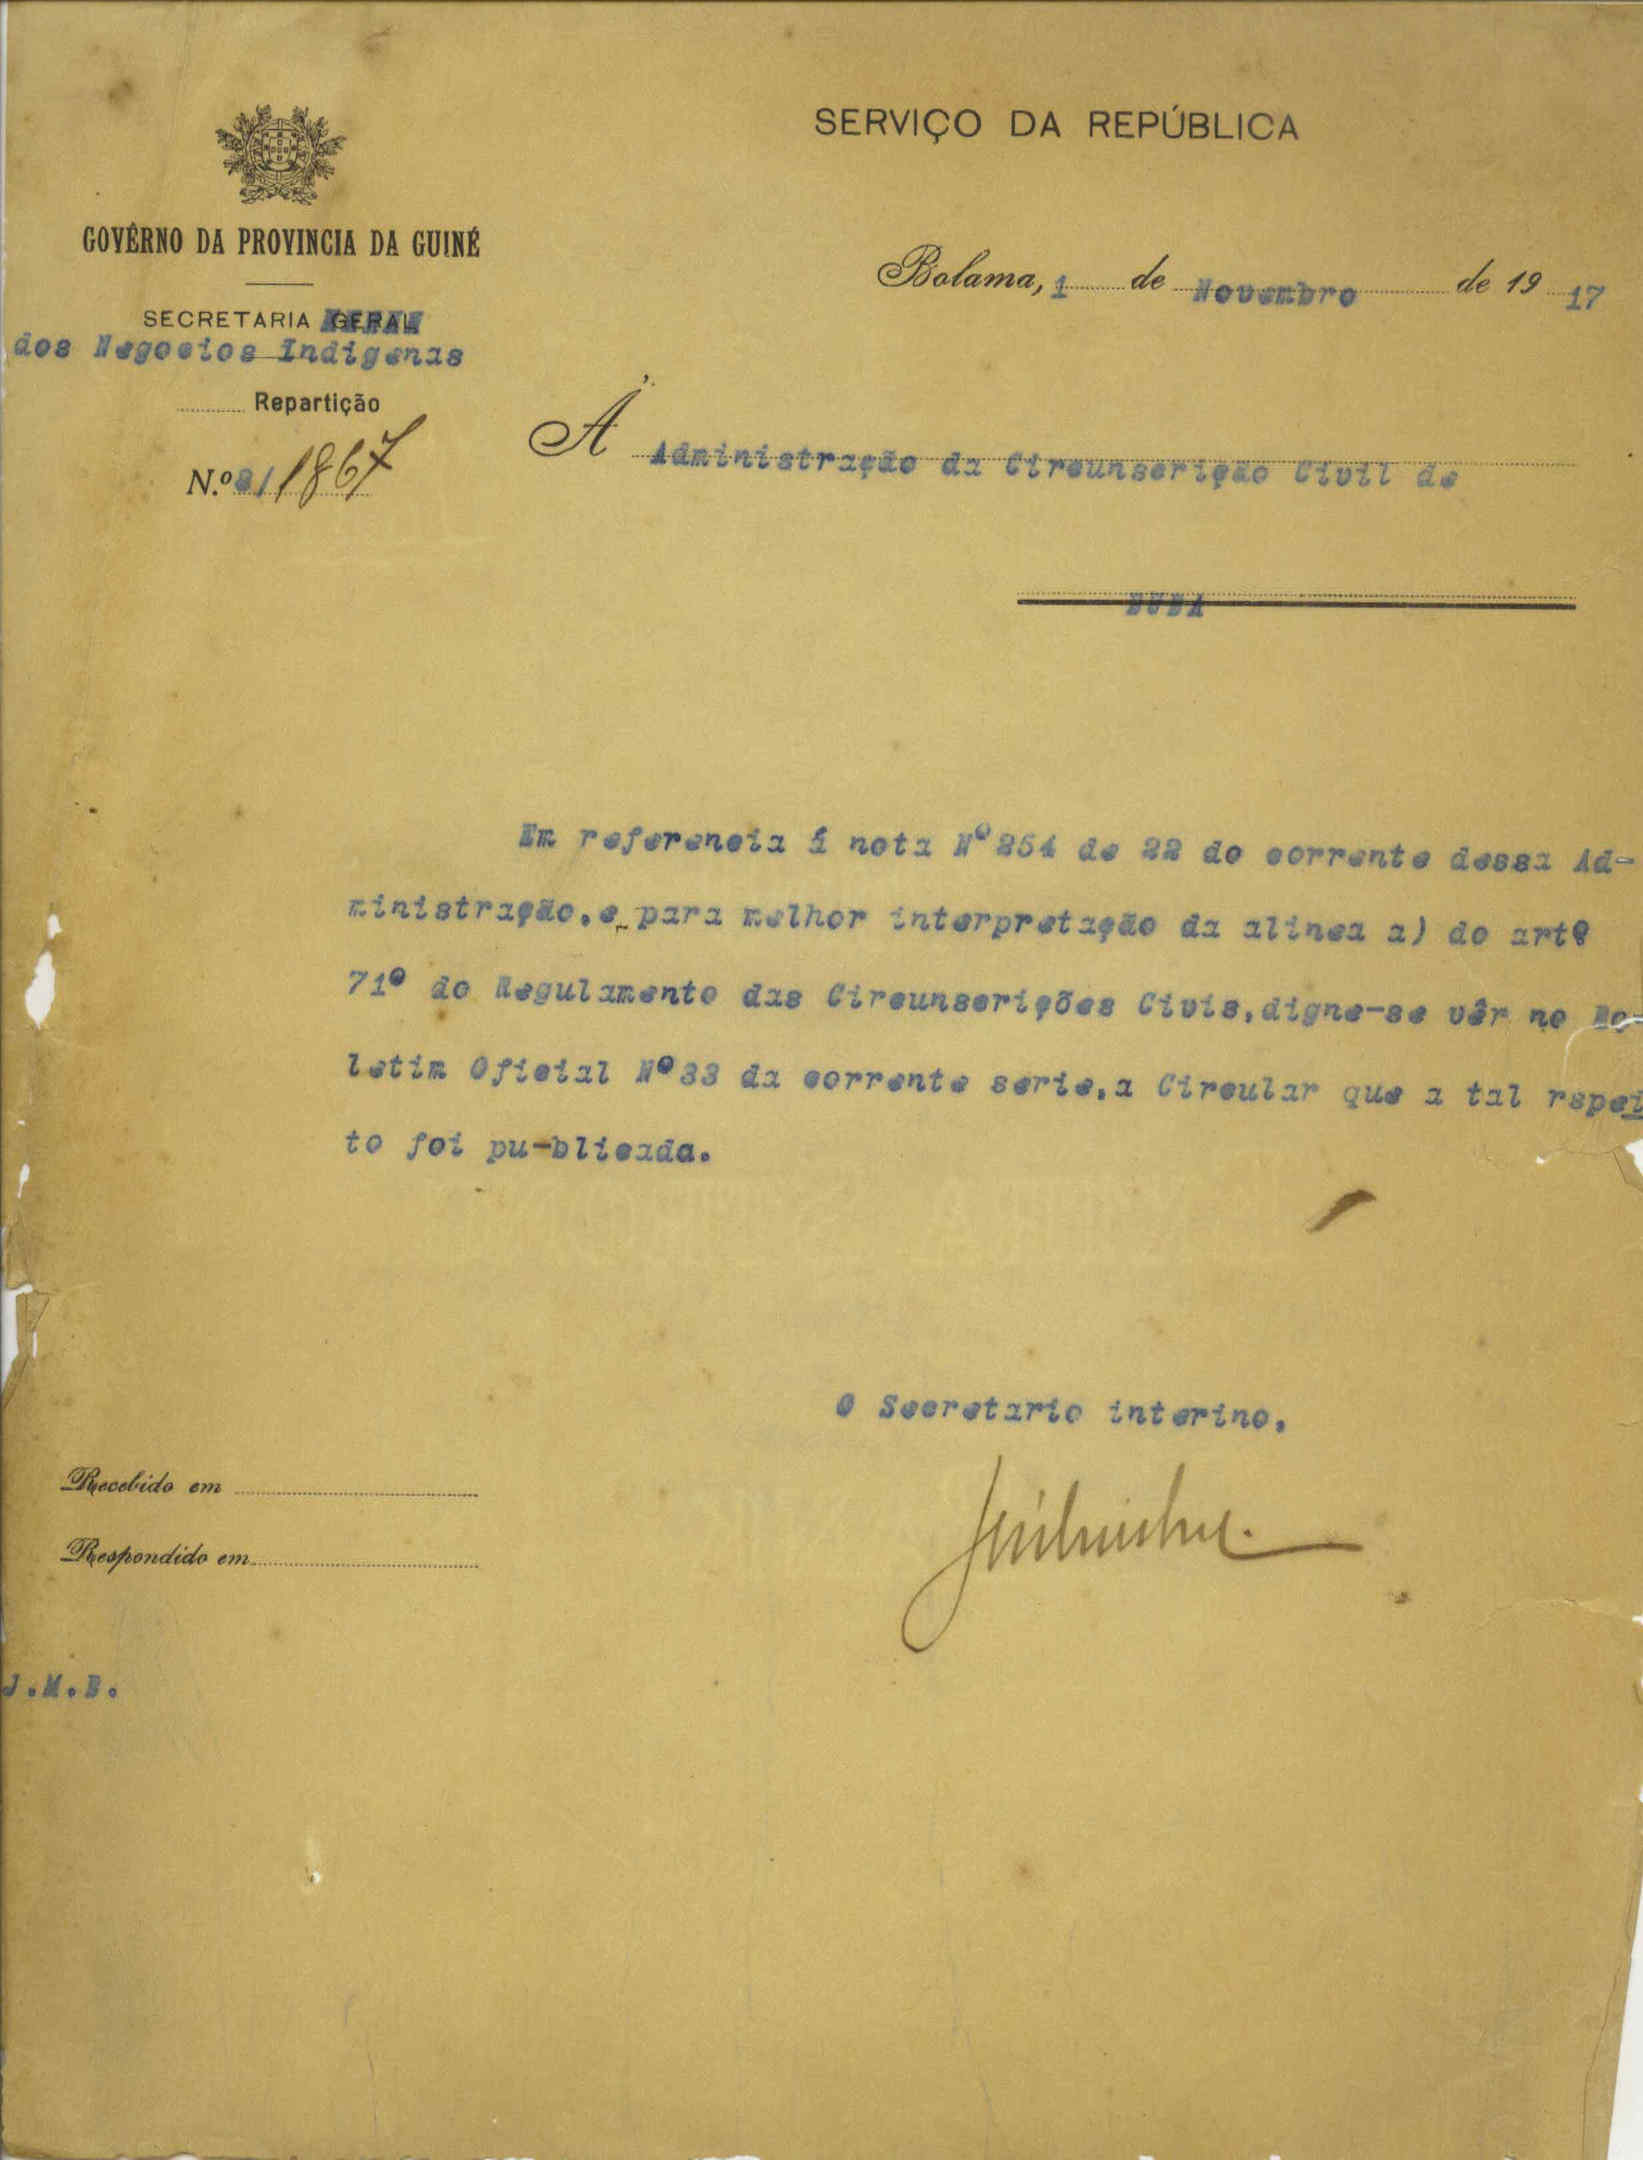 SERVIÇO DA REPÚBLICA
GOVÊRNO DA PROVINCIA DA GUINÉ
Bolama, 1 de Novembro de 19 17
SECRETARIA GERAL
dos Negocios Indigenas
Repartição
N.º 8/ 1867
Á Administração da Circunscrição Civil de
BUBA
Em referencia á nota Nº 254 de 22 do corrente dessa Ad-
ministração,e para melhor interpretação da alinea a) do artº
71º do Regulamento das Circunscrições Civis,digne-se vêr no Bo-
letim Oficial Nº 33 da corrente serie,a Circular que a tal rspei
to foi pu-blicada.
O Secretario interino,
Recebido em
Respondido em
J.M.B.